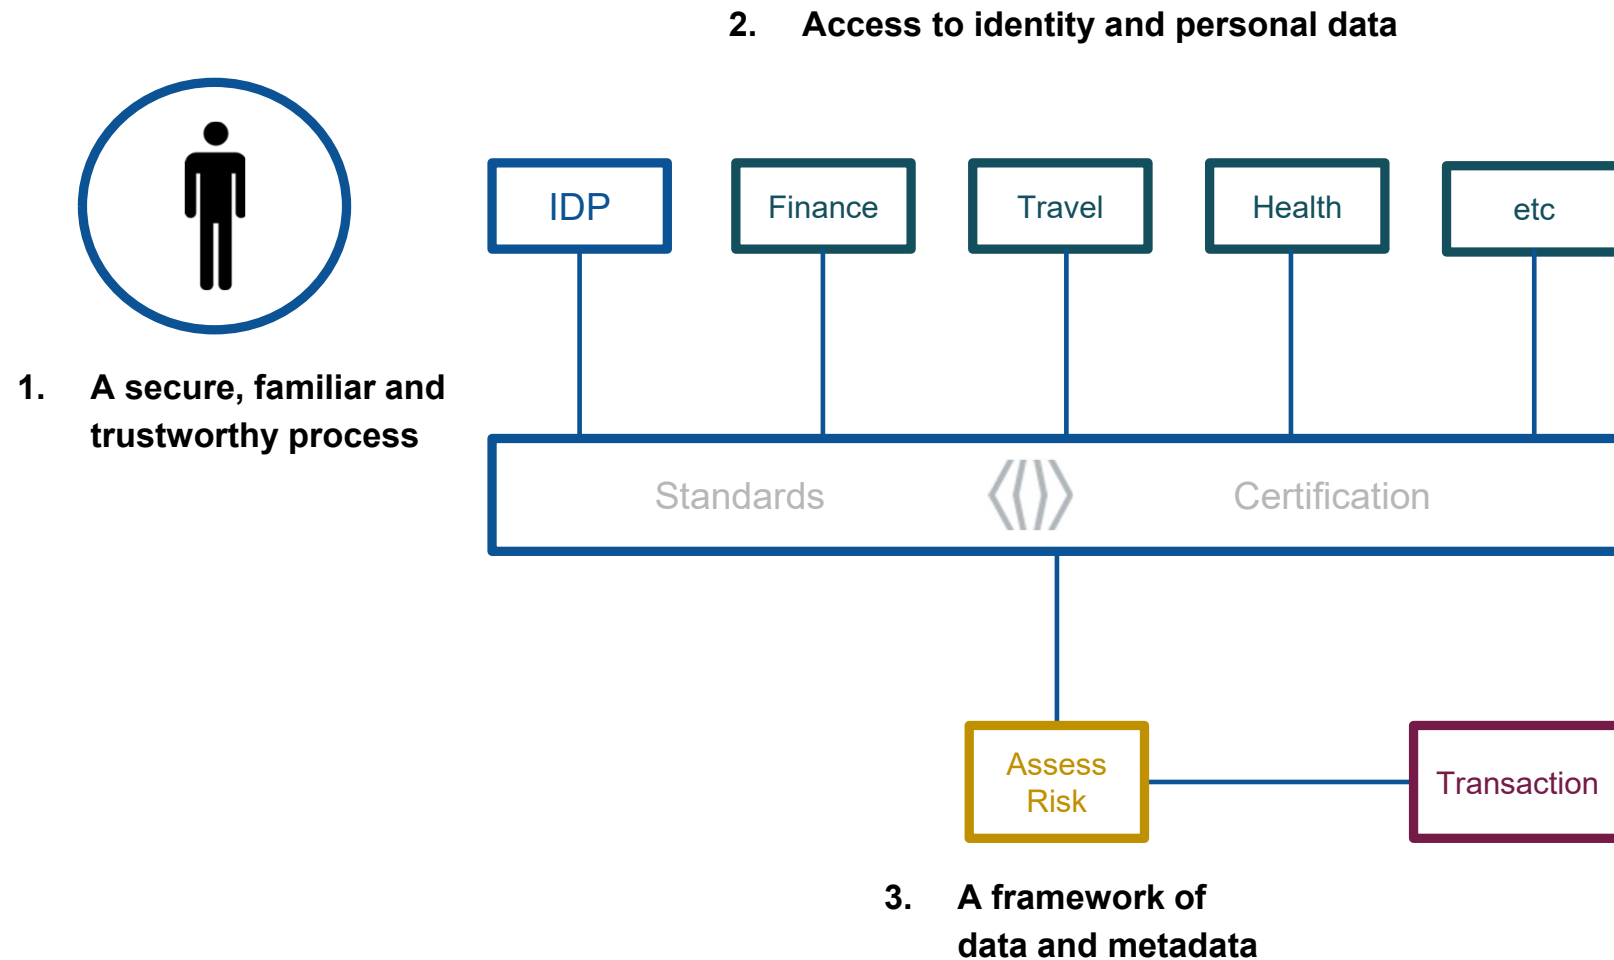 2. Access to identity and personal data
IDP
Finance
Travel
Health
etc
1. A secure, familiar and
trustworthy process
Standards
Certification
Assess
Risk
Transaction
3. A framework of
data and metadata